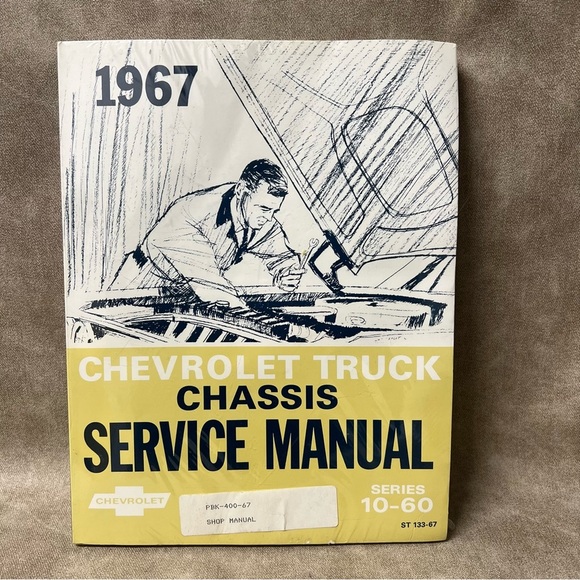 1967
CHEVROLET TRUCK
CHASSIS
SERVICE MANUAL
CHEVROLET
PBK-400-67
SHOP MANUAL
SERIES
10-60
ST 133-67